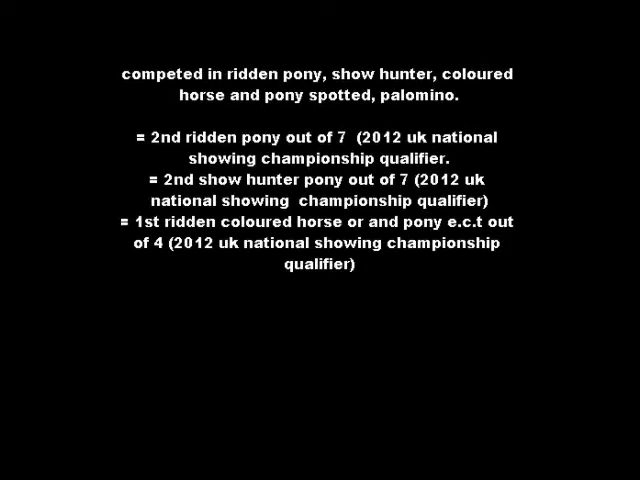 competed in ridden pony, show hunter, coloured
horse and pony spotted, palomino.
= 2nd ridden pony out of 7  (2012 uk national
showing championship qualifier.
= 2nd show hunter pony out of 7 (2012 uk
national showing  championship qualifier)
= 1st ridden coloured horse or and pony e.c.t out
of 4 (2012 uk national showing championship
qualifier)